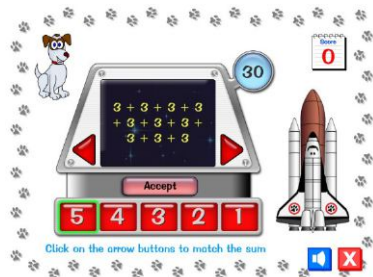 Score
0
30
3 + 3 + 3 + 3
+ 3 + 3 + 3 +
3 + 3 + 3
Accept
5 4 3 2 1
Click on the arrow buttons to match the sum
X